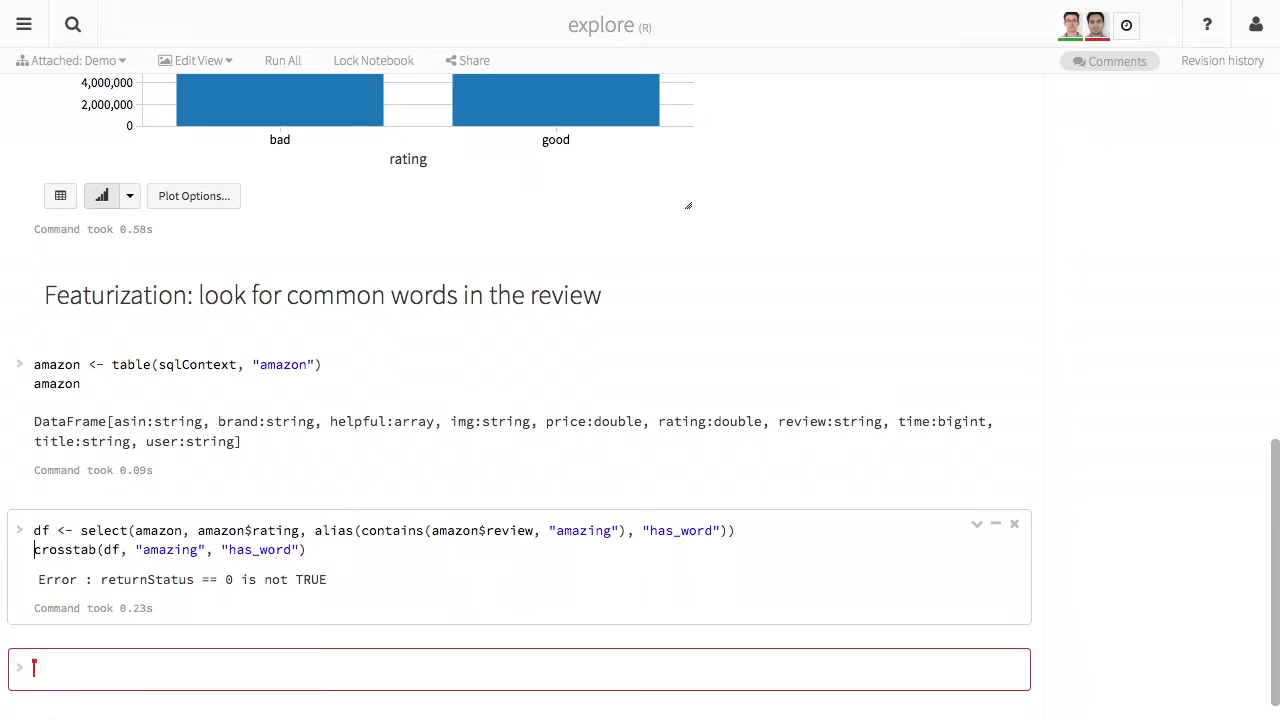 explore (R)
?
Attached: Demo Edit View Run All Lock Notebook Share Comments Revision history
4,000,000
2,000,000
0
bad good
rating
Plot Options...
Command took 0.58s
Featurization: look for common words in the review
> amazon <- table(sqlContext, "amazon")
amazon
DataFrame[asin:string, brand:string, helpful:array, img:string, price:double, rating:double, review:string, time:bigint,
title:string, user:string]
Command took 0.09s
> df <- select(amazon, amazon$rating, alias(contains(amazon$review, "amazing"), "has_word"))
crosstab(df, "amazing", "has_word")
Error : returnStatus == 0 is not TRUE
Command took 0.23s
>